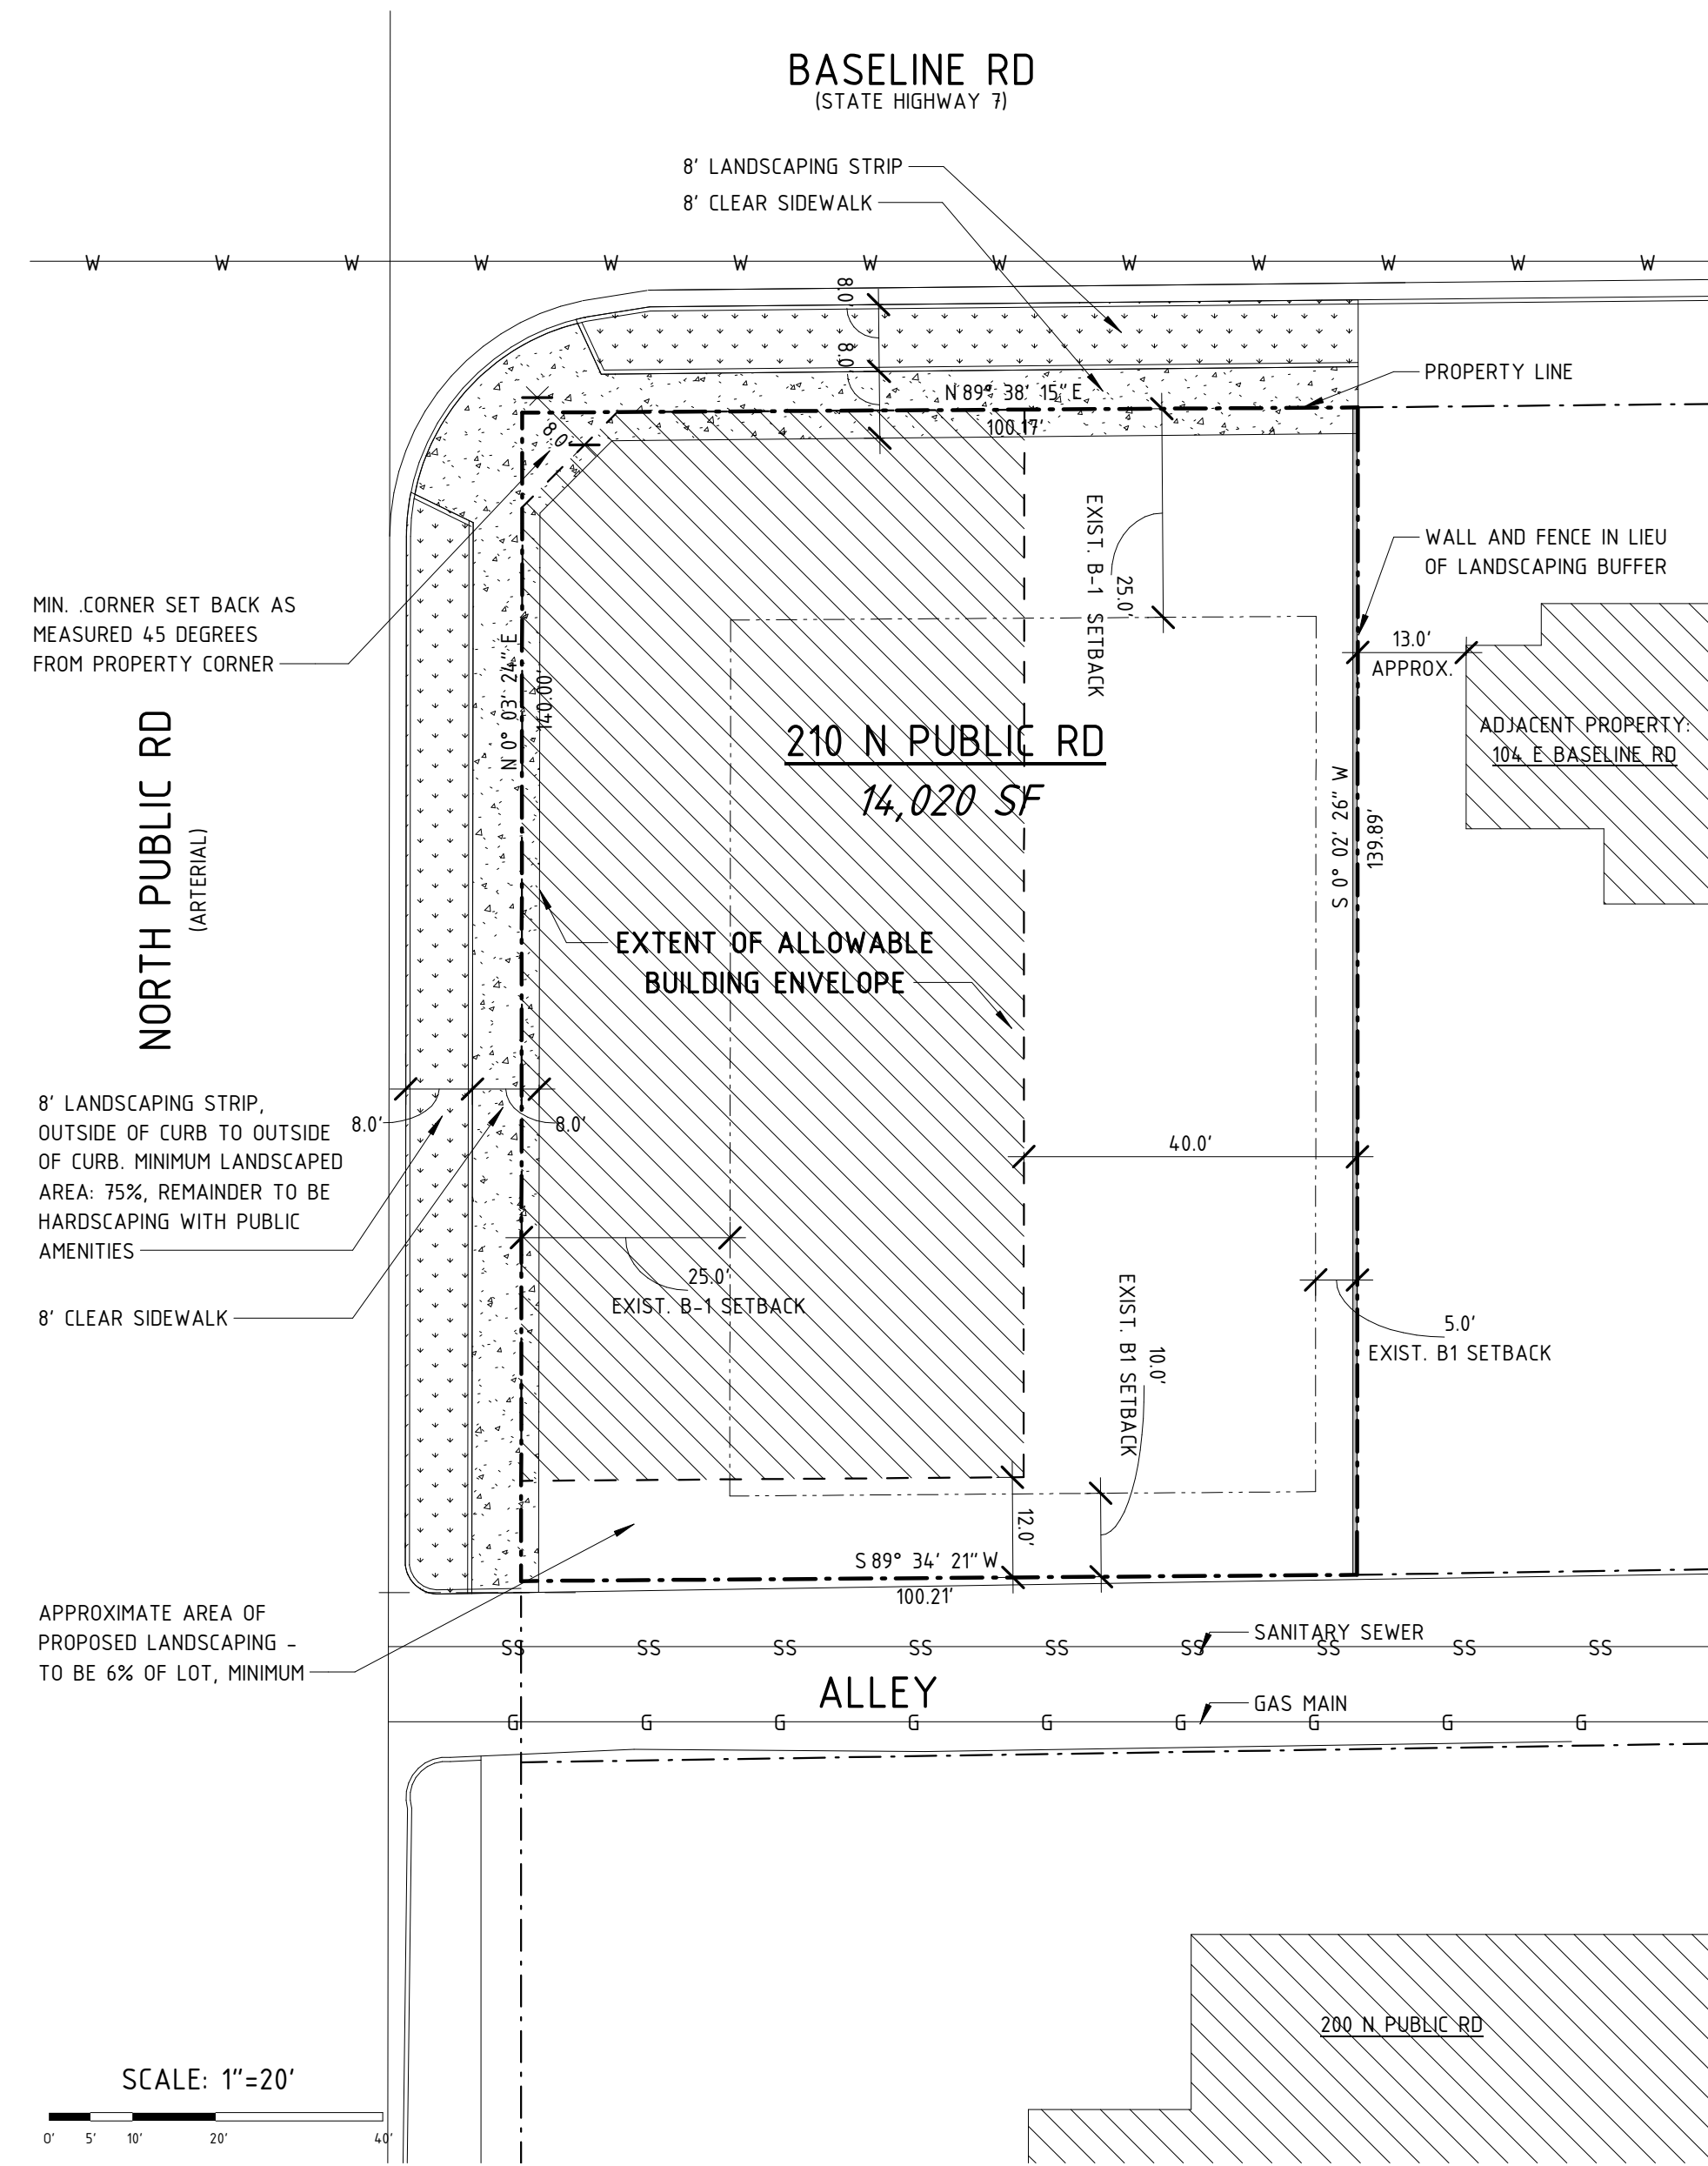 BASELINE RD
(STATE HIGHWAY 7)
8' LANDSCAPING STRIP
8' CLEAR SIDEWALK
W W W W W W W W W W W W W
8.0'
8.0'
PROPERTY LINE
N 89° 38' 15" E
100.17'
8.0'
EXIST. B-1 SETBACK
25.0'
WALL AND FENCE IN LIEU
OF LANDSCAPING BUFFER
MIN. .CORNER SET BACK AS
MEASURED 45 DEGREES
FROM PROPERTY CORNER
13.0'
APPROX.
N 0° 03' 24" E
140.00'
NORTH PUBLIC RD
(ARTERIAL)
210 N PUBLIC RD
14,020 SF
ADJACENT PROPERTY:
104 E BASELINE RD
S 0° 02' 26" W
139.89'
EXTENT OF ALLOWABLE
BUILDING ENVELOPE
8' LANDSCAPING STRIP,
OUTSIDE OF CURB TO OUTSIDE
OF CURB. MINIMUM LANDSCAPED
AREA: 75%, REMAINDER TO BE
HARDSCAPING WITH PUBLIC
AMENITIES
8.0'
8.0'
40.0'
8' CLEAR SIDEWALK
25.0'
EXIST. B-1 SETBACK
EXIST. B1 SETBACK
10.0'
5.0'
EXIST. B1 SETBACK
12.0'
S 89° 34' 21" W
100.21'
APPROXIMATE AREA OF
PROPOSED LANDSCAPING -
TO BE 6% OF LOT, MINIMUM
SANITARY SEWER
SS SS SS SS SS SS SS SS SS
ALLEY
GAS MAIN
G G G G G G G G G
200 N PUBLIC RD
SCALE: 1"=20'
0' 5' 10' 20' 40'